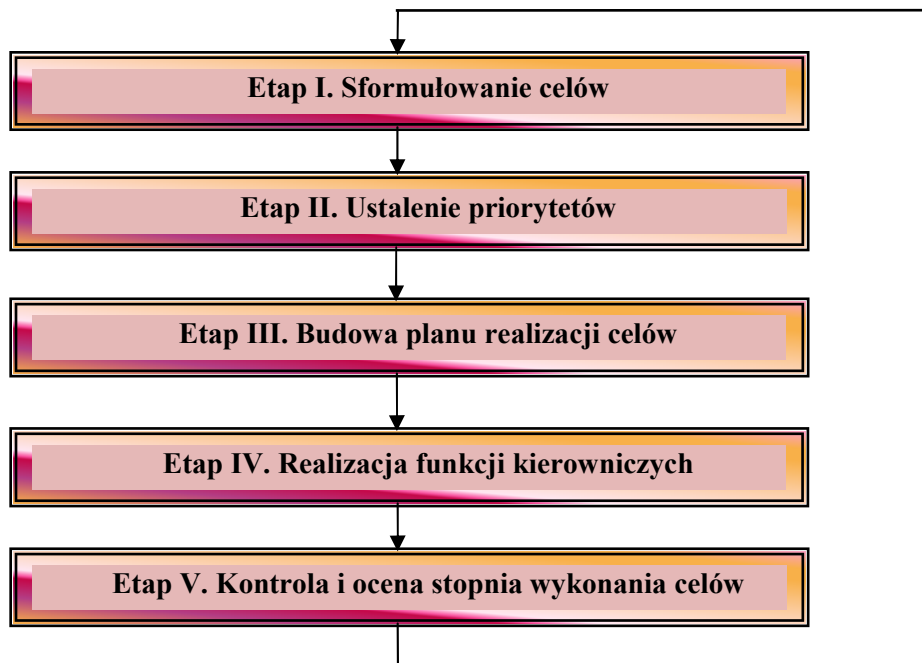 Etap I. Sformułowanie celów
Etap II. Ustalenie priorytetów
Etap III. Budowa planu realizacji celów
Etap IV. Realizacja funkcji kierowniczych
Etap V. Kontrola i ocena stopnia wykonania celów